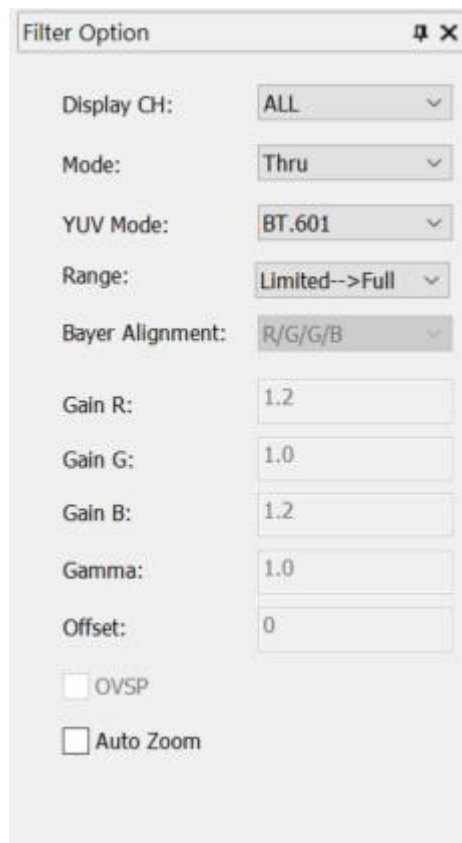 Filter Option
Display CH: ALL
Mode: Thru
YUV Mode: BT.601
Range: Limited-->Full
Bayer Alignment: R/G/G/B
Gain R: 1.2
Gain G: 1.0
Gain B: 1.2
Gamma: 1.0
Offset: 0
OVSP
Auto Zoom